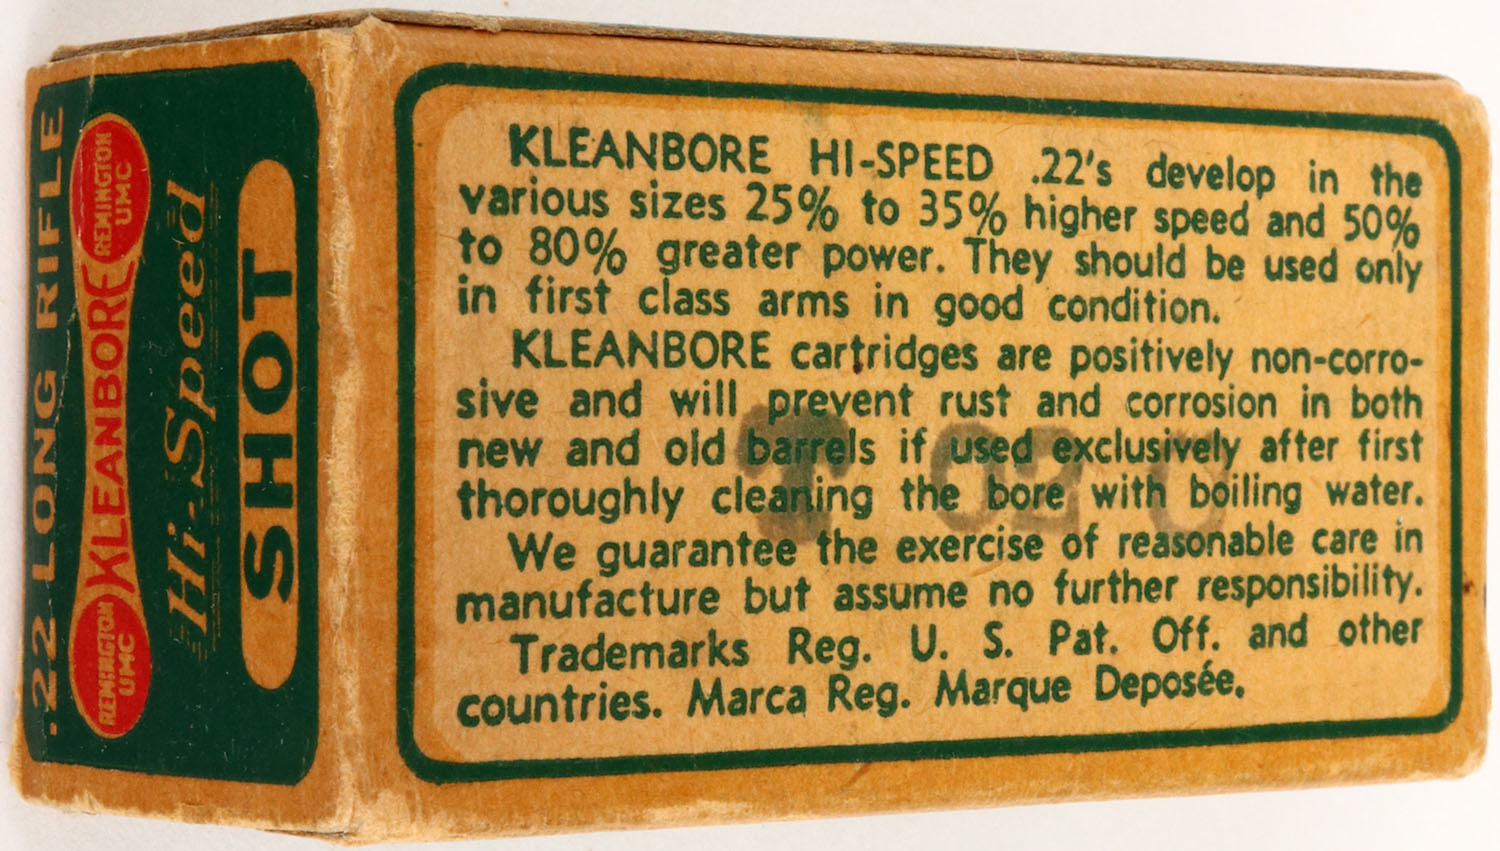 .22 LONG RIFLE
REMINGTON
UMC
KLEANBORE
REMINGTON
UMC
Hi-Speed
SHOT
KLEANBORE HI-SPEED .22's develop in the
various sizes 25% to 35% higher speed and 50%
to 80% greater power. They should be used only
in first class arms in good condition.
KLEANBORE cartridges are positively non-corro-
sive and will prevent rust and corrosion in both
new and old barrels if used exclusively after first
thoroughly cleaning the bore with boiling water.
We guarantee the exercise of reasonable care in
manufacture but assume no further responsibility.
Trademarks Reg. U. S. Pat. Off. and other
countries. Marca Reg. Marque Deposée.